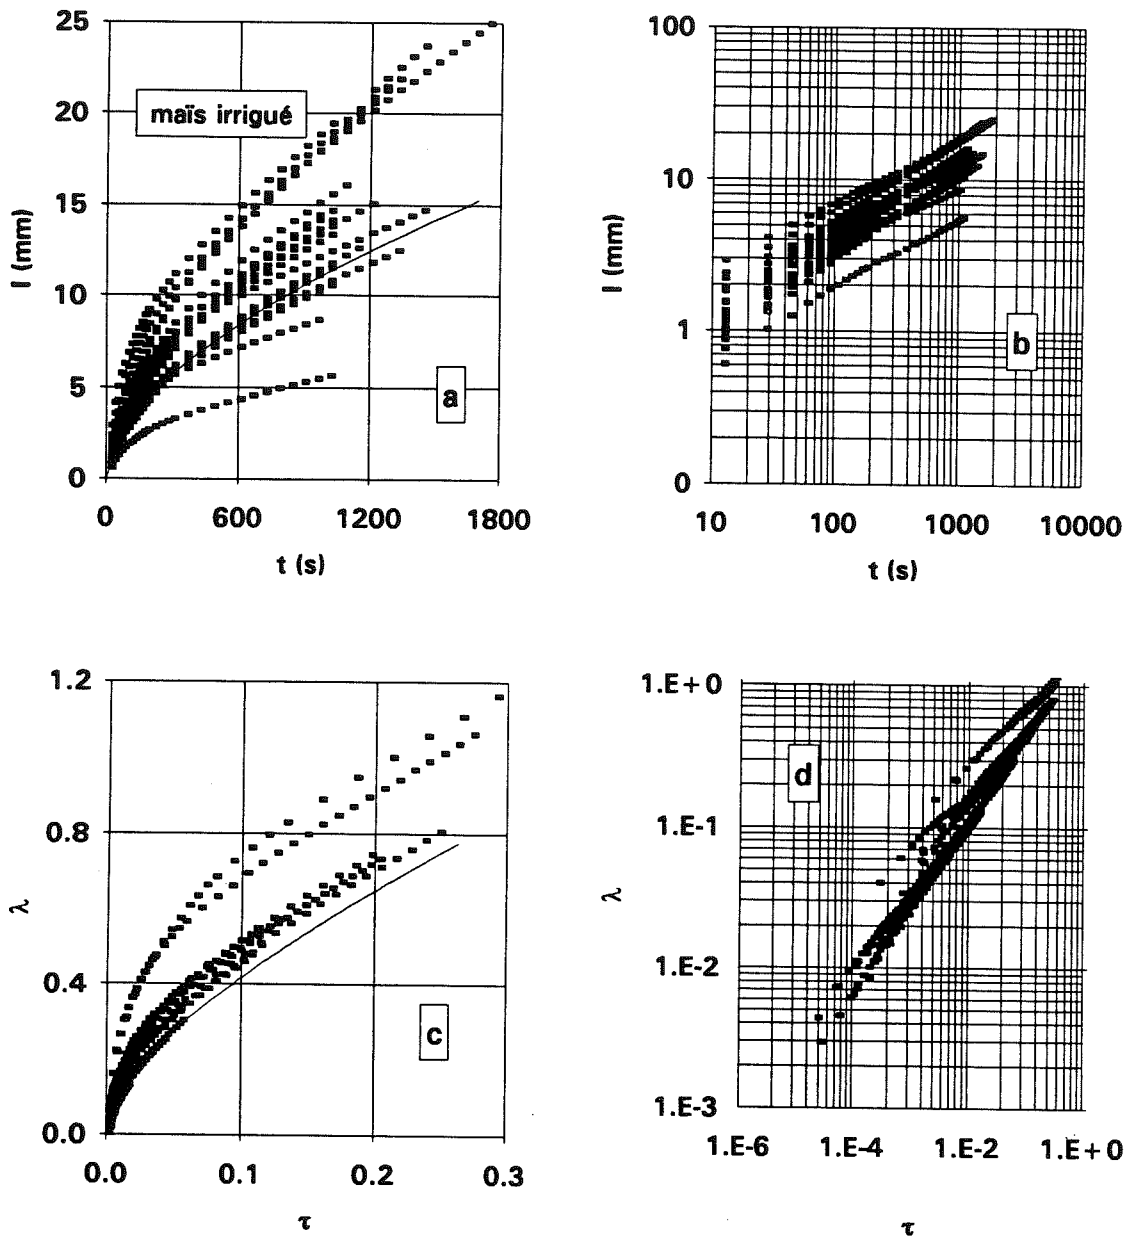 25
20
15
10
5
0
I (mm)
maïs irrigué
a
0 600 1200 1800
t (s)
100
10
1
0
I (mm)
b
10 100 1000 10000
t (s)
1.2
0.8
0.4
0.0
λ
c
0.0 0.1 0.2 0.3
τ
1.E+0
1.E-1
1.E-2
1.E-3
λ
d
1.E-6 1.E-4 1.E-2 1.E+0
τ